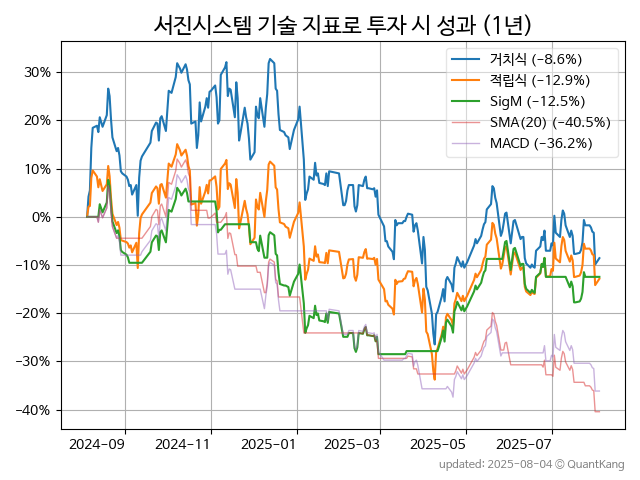 서진시스템 기술 지표로 투자 시 성과 (1년)
거치식 (−8.6%)
적립식 (−12.9%)
SigM (−12.5%)
SMA(20) (−40.5%)
MACD (−36.2%)
30%
20%
10%
0%
−10%
−20%
−30%
−40%
2024-09 2024-11 2025-01 2025-03 2025-05 2025-07
updated: 2025-08-04 © QuantKang